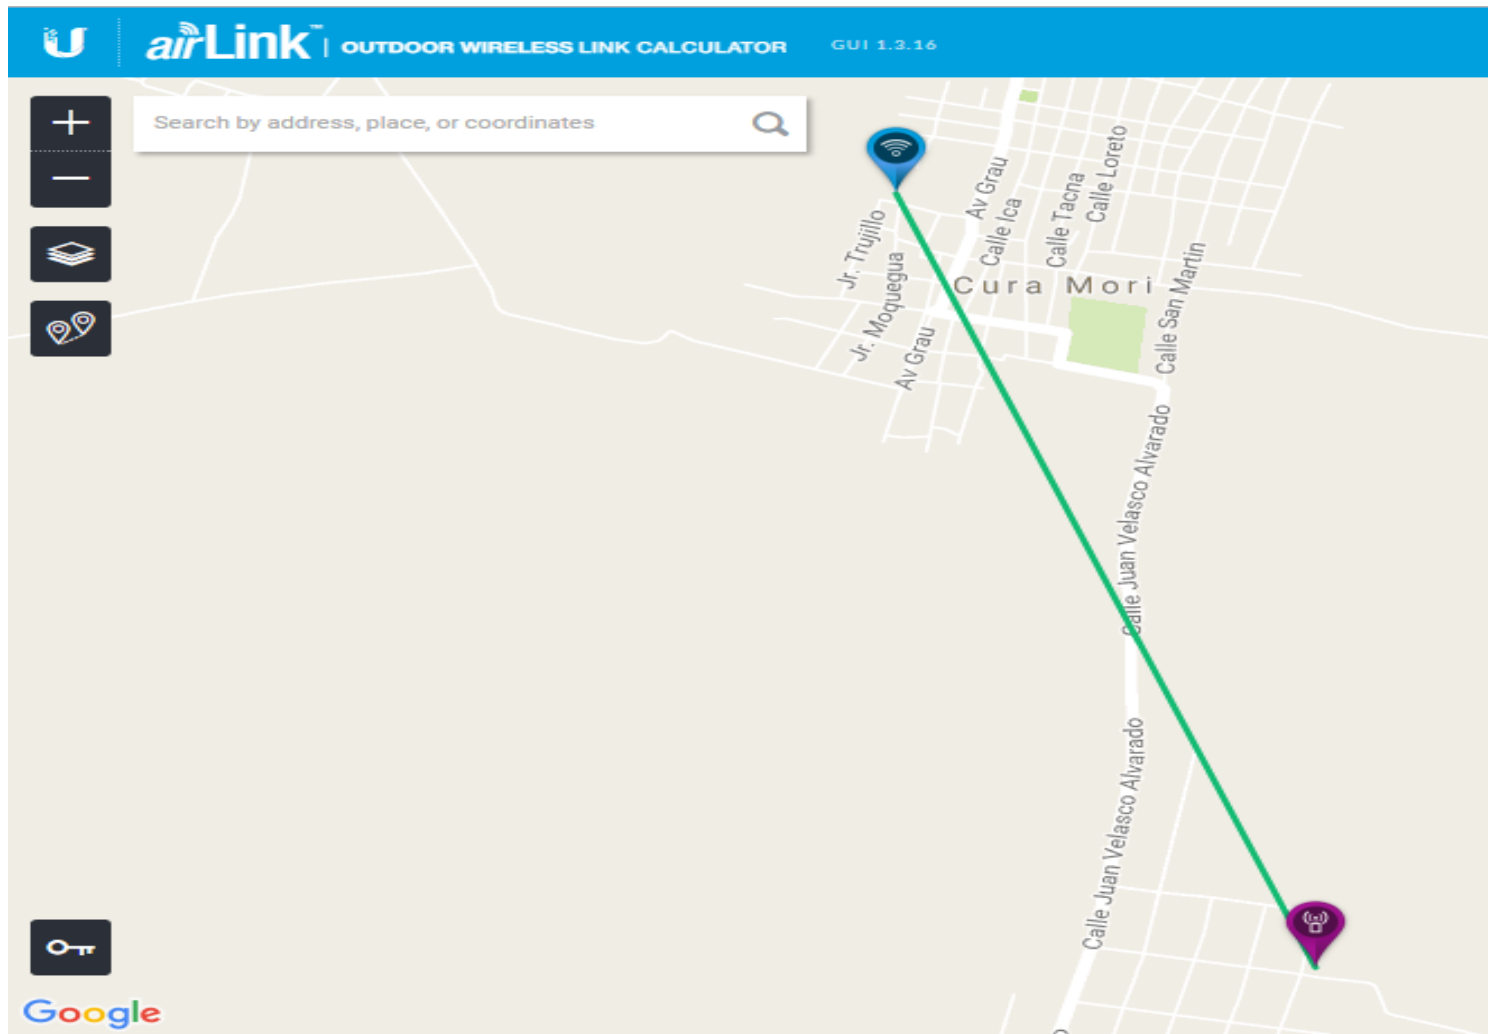 airLink™ | OUTDOOR WIRELESS LINK CALCULATOR GUI 1.3.16
Search by address, place, or coordinates
Av Grau
Calle Ica
Calle Tacna
Calle Loreto
Jr. Trujillo
Jr. Moquegua
Cura Mori
Calle San Martin
Av Grau
Calle Juan Velasco Alvarado
Calle Juan Velasco Alvarado
Google